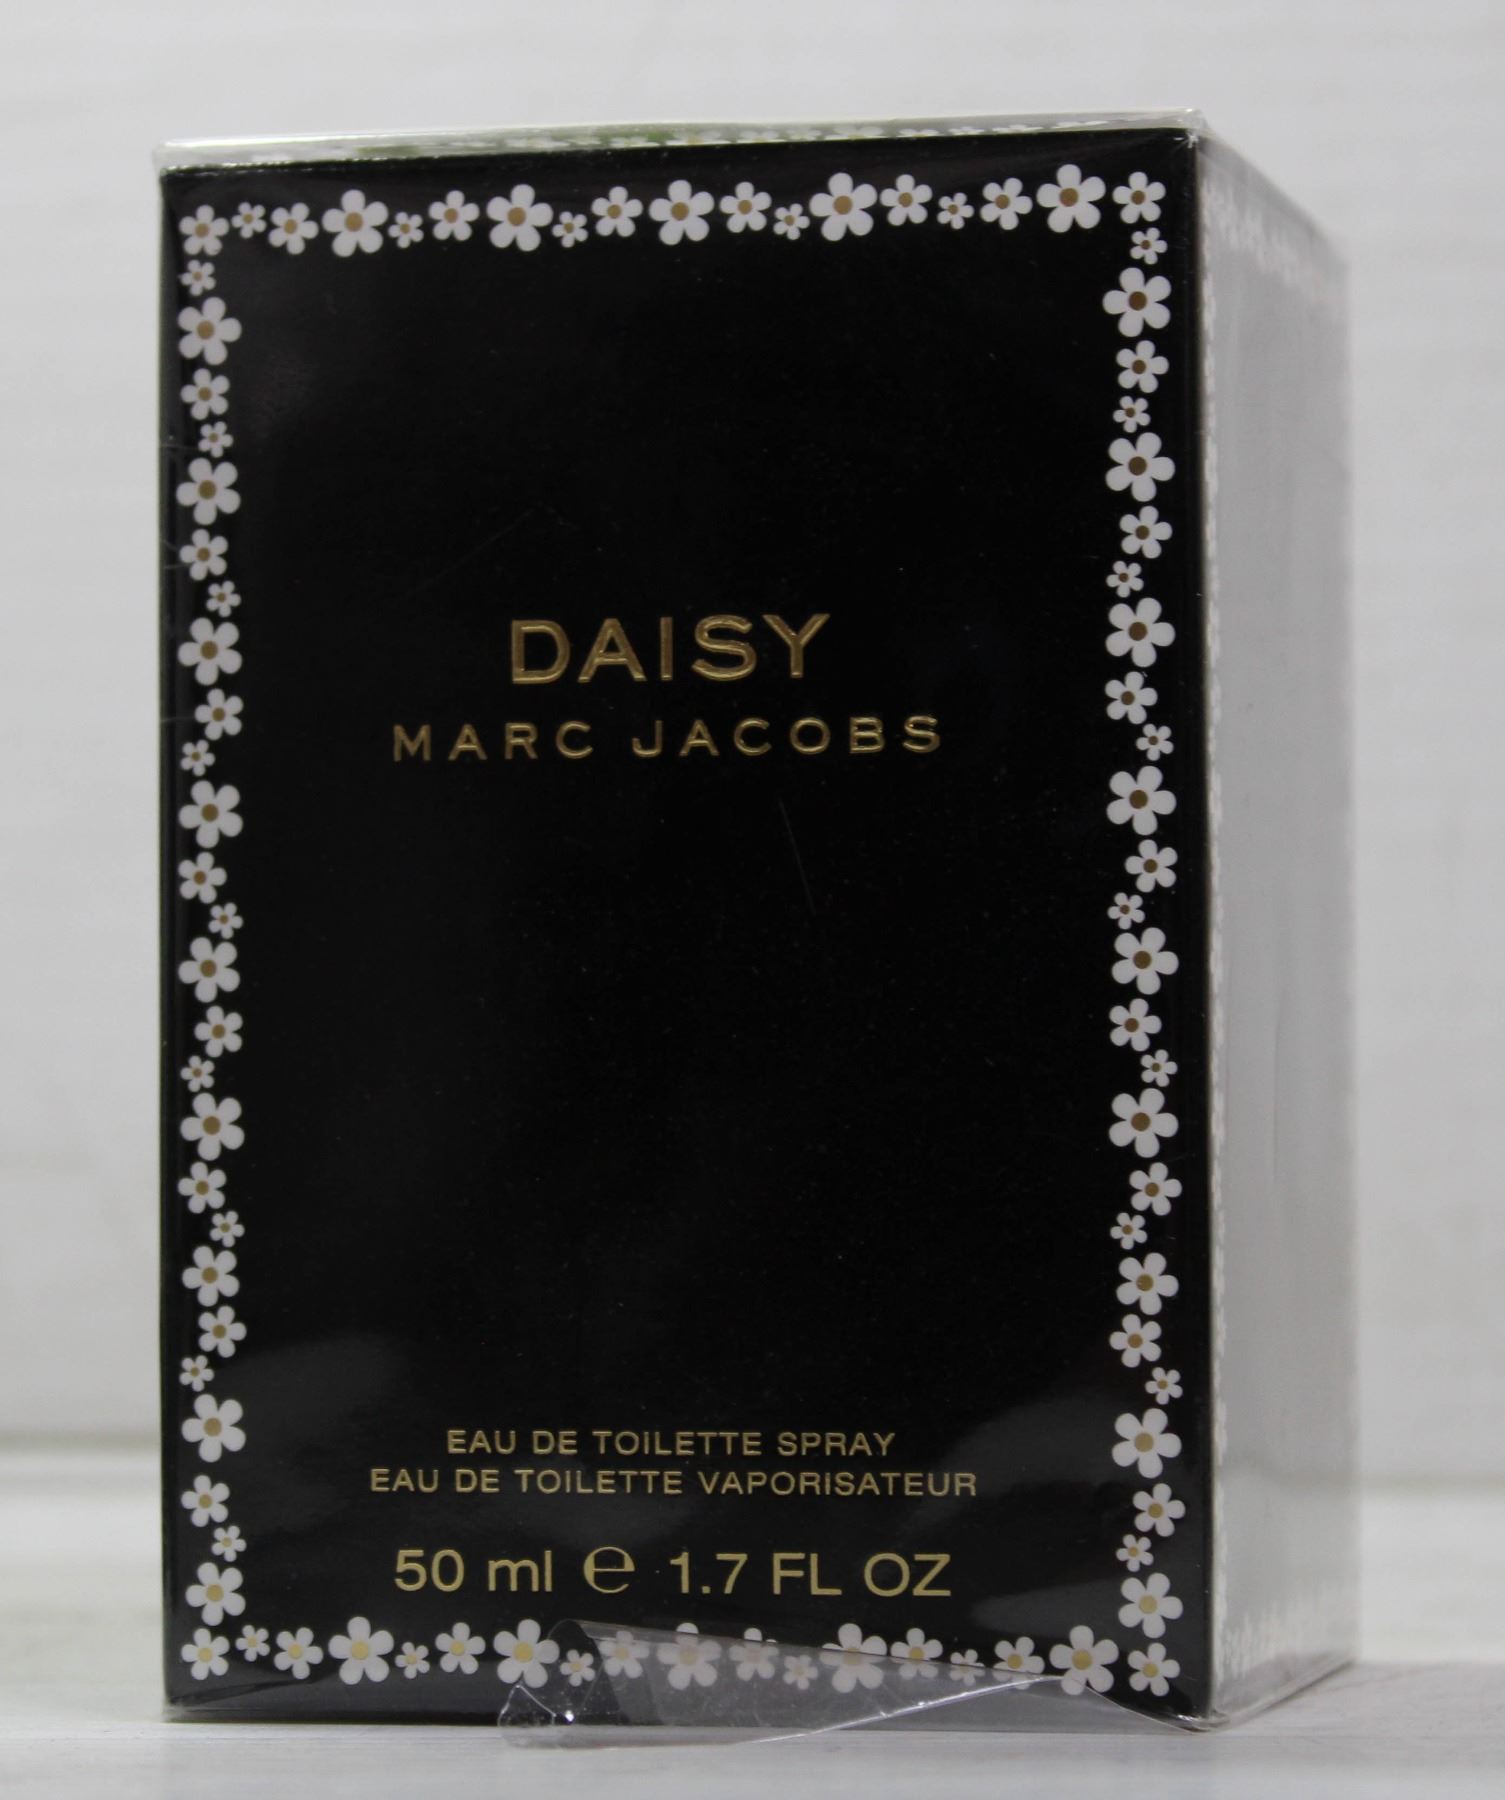 DAISY
MARC JACOBS
EAU DE TOILETTE SPRAY
EAU DE TOILETTE VAPORISATEUR
50 ml ℮ 1.7 FL OZ